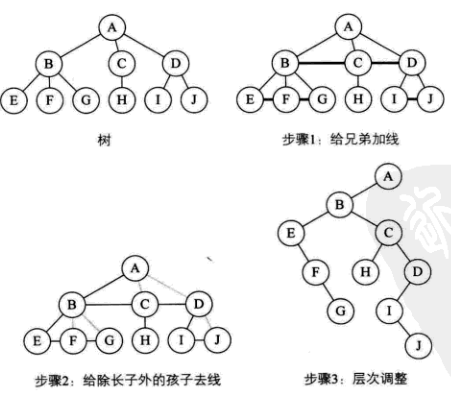 A
B C D
E F G H I J
树
A
B C D
E F G H I J
步骤1：给兄弟加线
A
B C D
E F G H I J
步骤2：给除长子外的孩子去线
A
B
E C
F H D
G I
J
步骤3：层次调整